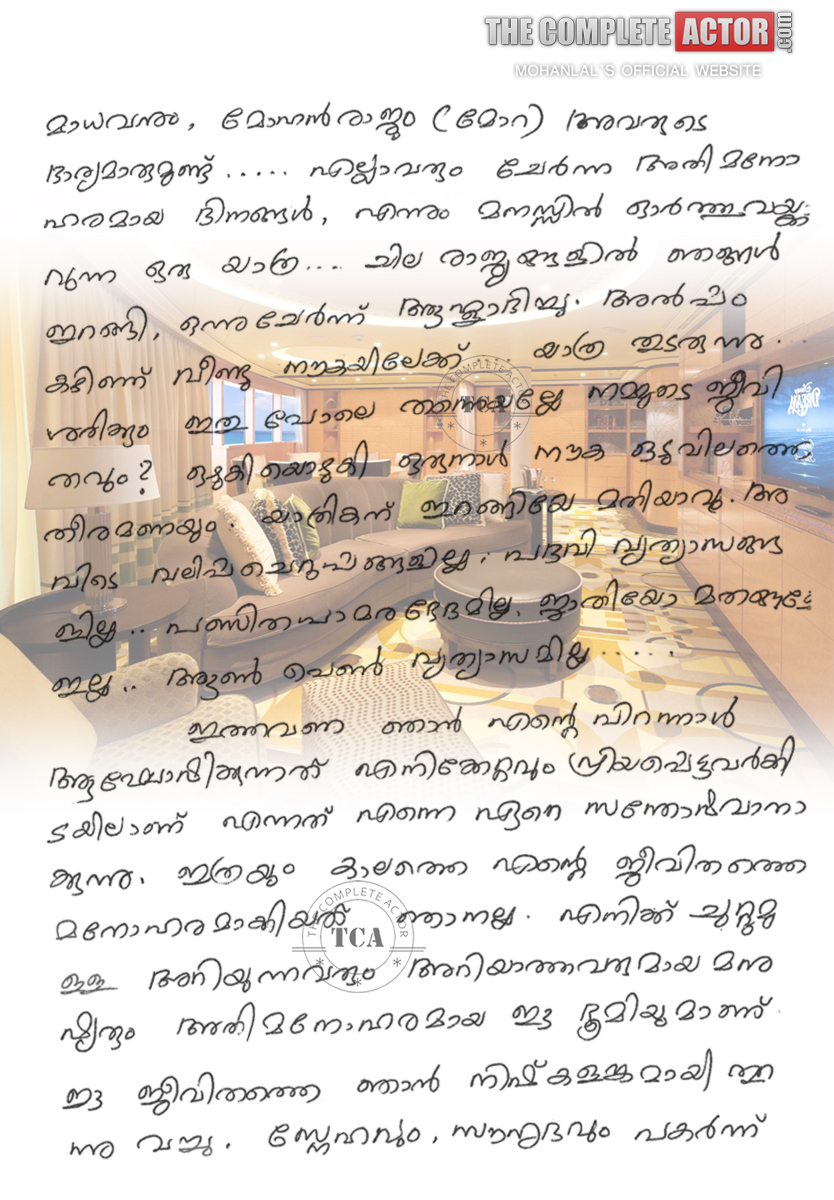 THE COMPLETE ACTOR.com
MOHANLAL'S OFFICIAL WEBSITE
മാധവനും, മോഹൻരാജും (മോറ) അവരുടെ
ഭാര്യമാരുമുണ്ട് ..... എല്ലാവരും ചേർന്ന അതിമനോ
ഹരമായ ദിനങ്ങൾ, എന്നും മനസ്സിൽ ഓർത്തുവയ്ക്കാ
വുന്ന ഒരു യാത്ര... ചില രാജ്യങ്ങളിൽ ഞങ്ങൾ
ഇറങ്ങി, ഒന്നുചേർന്ന് ആഹ്ലാദിച്ചു. അൽപം
കഴിഞ്ഞ് വീണ്ടും നൗകയിലേക്ക്... യാത്ര തുടരുന്നു..
ശരിക്കും ഇതു പോലെ തന്നെയല്ലേ നമ്മുടെ ജീവി
തവും? ഒഴുകിയൊഴുകി ഒരുനാൾ നൗക ഒടുവിലത്തെ
തീരമണയും. യാത്രികന് ഇറങ്ങിയേ മതിയാവൂ. അ
വിടെ വലിപ്പചെറുപ്പങ്ങളില്ല; പദവി വ്യത്യാസങ്ങ
ളില്ല.. പണ്ഡിതപാമരഭേദമില്ല. ജാതിയോ മതങ്ങളോ
ഇല്ല.. ആൺ പെൺ വ്യത്യാസമില്ല.....
ഇത്തവണ ഞാൻ എന്റെ പിറന്നാൾ
ആഘോഷിക്കുന്നത് എനിക്കേറ്റവും പ്രിയപ്പെട്ടവർക്കി
ടയിലാണ് എന്നത് എന്നെ ഏറെ സന്തോഷവാനാ
ക്കുന്നു. ഇത്രയും കാലത്തെ എന്റെ ജീവിതത്തെ
മനോഹരമാക്കിയത് ഞാനല്ല. എനിക്ക് ചുറ്റുമു
ള്ള അറിയുന്നവരും അറിയാത്തവരുമായ മനു
ഷ്യരും അതിമനോഹരമായ ഈ ഭൂമിയുമാണ്.
ഈ ജീവിതത്തെ ഞാൻ നിഷ്കളങ്കമായി തു
ന്നു വച്ചു. സ്നേഹവും, സൗഹൃദവും പകർന്ന്
THE COMPLETE ACTOR
TCA